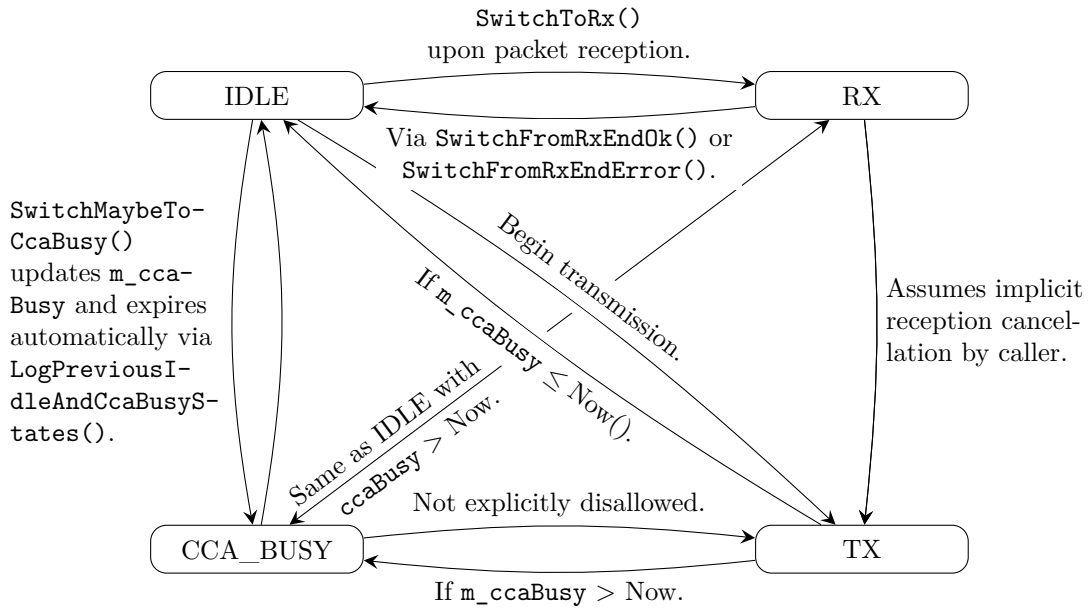 SwitchToRx()
upon packet reception.
IDLE
RX
Via SwitchFromRxEndOk() or
SwitchFromRxEndError().
SwitchMaybeTo-
CcaBusy()
updates m_cca-
Busy and expires
automatically via
LogPreviousI-
dleAndCcaBusyS-
tates().
Begin transmission.
If m_ccaBusy ≤ Now().
Assumes implicit
reception cancel-
lation by caller.
Same as IDLE with
ccaBusy > Now.
Not explicitly disallowed.
CCA_BUSY
TX
If m_ccaBusy > Now.